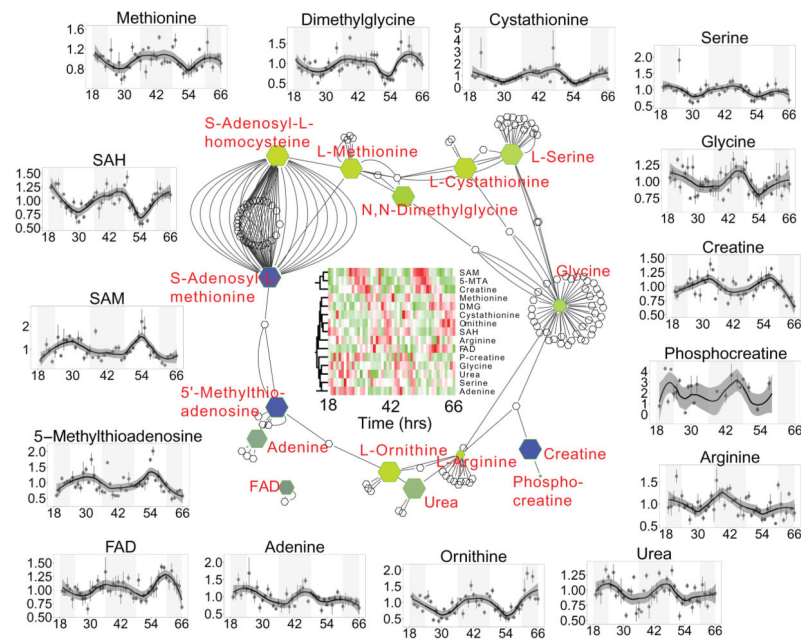 Methionine
1.6
1.2
0.8
18 30 42 54 66
Dimethylglycine
1.5
1.0
0.5
18 30 42 54 66
Cystathionine
5
4
3
2
1
0
18 30 42 54 66
Serine
2.0
1.5
1.0
0.5
18 30 42 54 66
SAH
1.50
1.25
1.00
0.75
0.50
18 30 42 54 66
S-Adenosyl-L-
homocysteine
L-Methionine
L-Serine
L-Cystathionine
N,N-Dimethylglycine
Glycine
1.25
1.00
0.75
0.50
18 30 42 54 66
S-Adenosyl-L-
methionine
Glycine
Creatine
1.5
1.0
0.5
18 30 42 54 66
SAM
2
1
18 30 42 54 66
SAM
5-MTA
Creatine
Methionine
DMG
Cystathionine
Ornithine
SAH
Arginine
FAD
P-creatine
Glycine
Urea
Serine
Adenine
18 42 66
Time (hrs)
Phosphocreatine
4
3
2
1
0
18 30 42 54 66
5'-Methylthio-
adenosine
Adenine
FAD
L-Ornithine
L-Arginine
Urea
Creatine
Phospho-
creatine
5–Methylthioadenosine
2.0
1.5
1.0
0.5
18 30 42 54 66
Arginine
2.0
1.5
1.0
0.5
18 30 42 54 66
FAD
1.50
1.25
1.00
0.75
0.50
18 30 42 54 66
Adenine
2.0
1.5
1.0
0.5
18 30 42 54 66
Ornithine
2.0
1.5
1.0
0.5
18 30 42 54 66
Urea
1.25
1.00
0.75
0.50
18 30 42 54 66